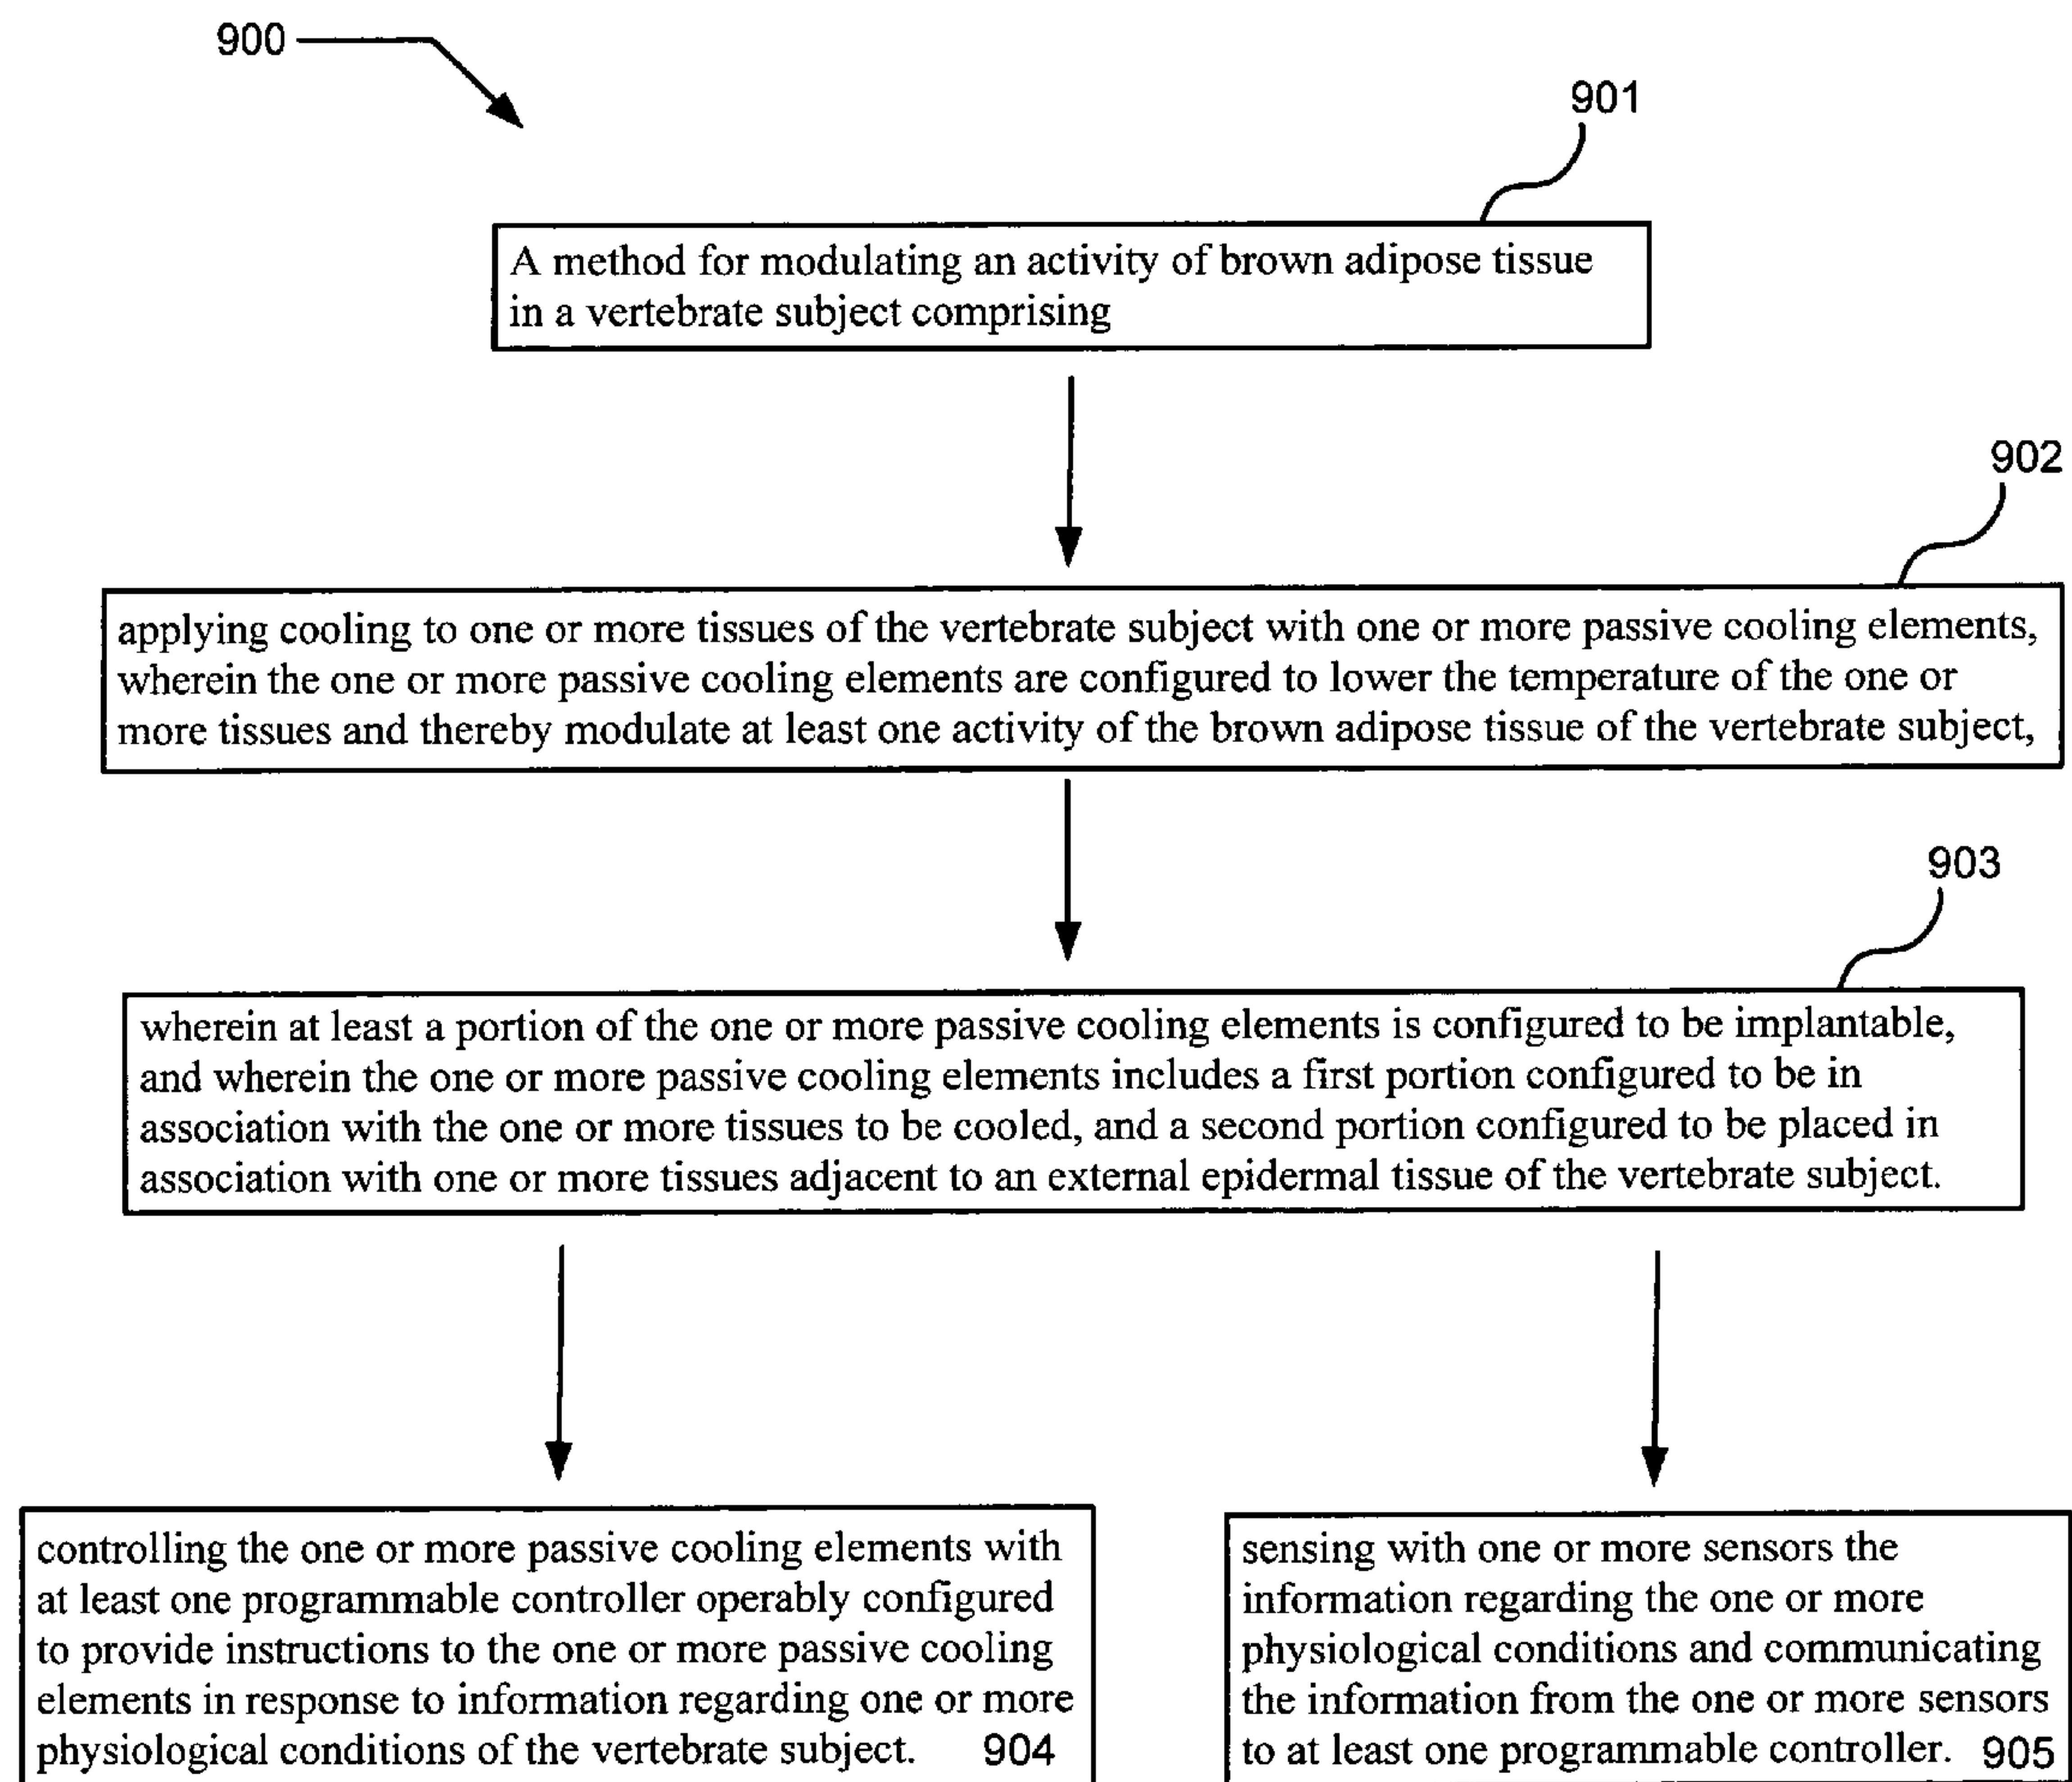 900
901
A method for modulating an activity of brown adipose tissue
in a vertebrate subject comprising
902
applying cooling to one or more tissues of the vertebrate subject with one or more passive cooling elements,
wherein the one or more passive cooling elements are configured to lower the temperature of the one or
more tissues and thereby modulate at least one activity of the brown adipose tissue of the vertebrate subject,
903
wherein at least a portion of the one or more passive cooling elements is configured to be implantable,
and wherein the one or more passive cooling elements includes a first portion configured to be in
association with the one or more tissues to be cooled, and a second portion configured to be placed in
association with one or more tissues adjacent to an external epidermal tissue of the vertebrate subject.
controlling the one or more passive cooling elements with
at least one programmable controller operably configured
to provide instructions to the one or more passive cooling
elements in response to information regarding one or more
physiological conditions of the vertebrate subject. 904
sensing with one or more sensors the
information regarding the one or more
physiological conditions and communicating
the information from the one or more sensors
to at least one programmable controller. 905